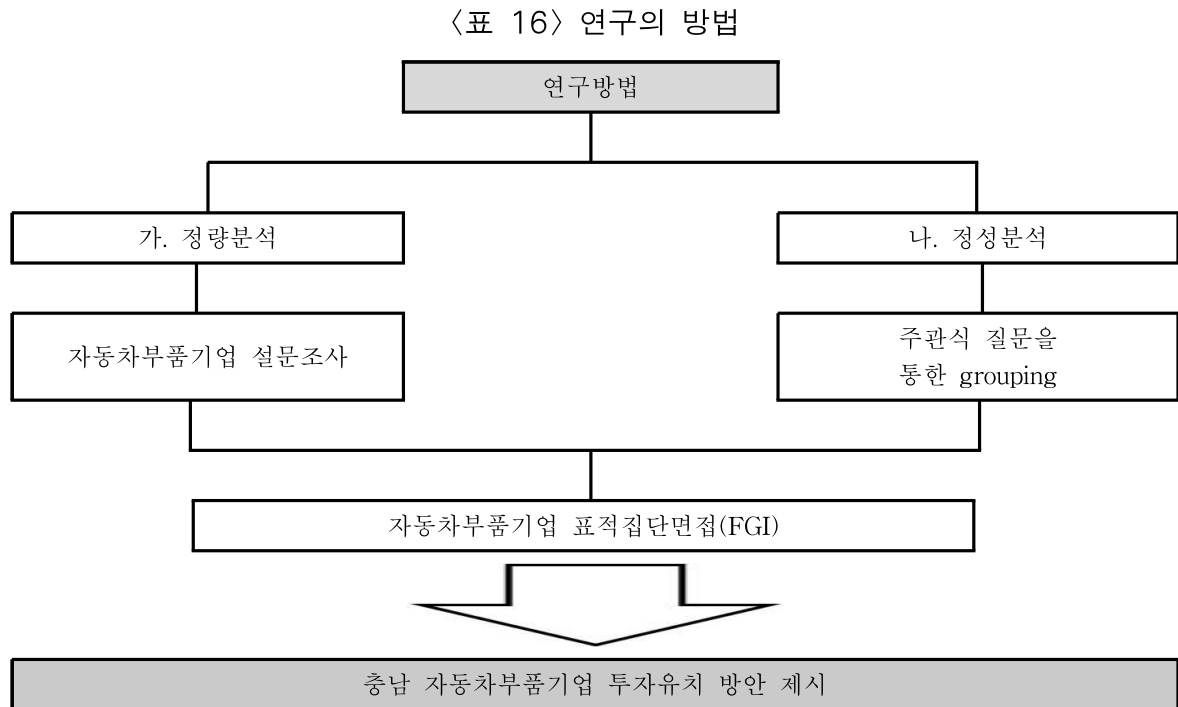 〈표 16〉 연구의 방법
연구방법
가. 정량분석
나. 정성분석
자동차부품기업 설문조사
주관식 질문을
통한 grouping
자동차부품기업 표적집단면접(FGI)
충남 자동차부품기업 투자유치 방안 제시